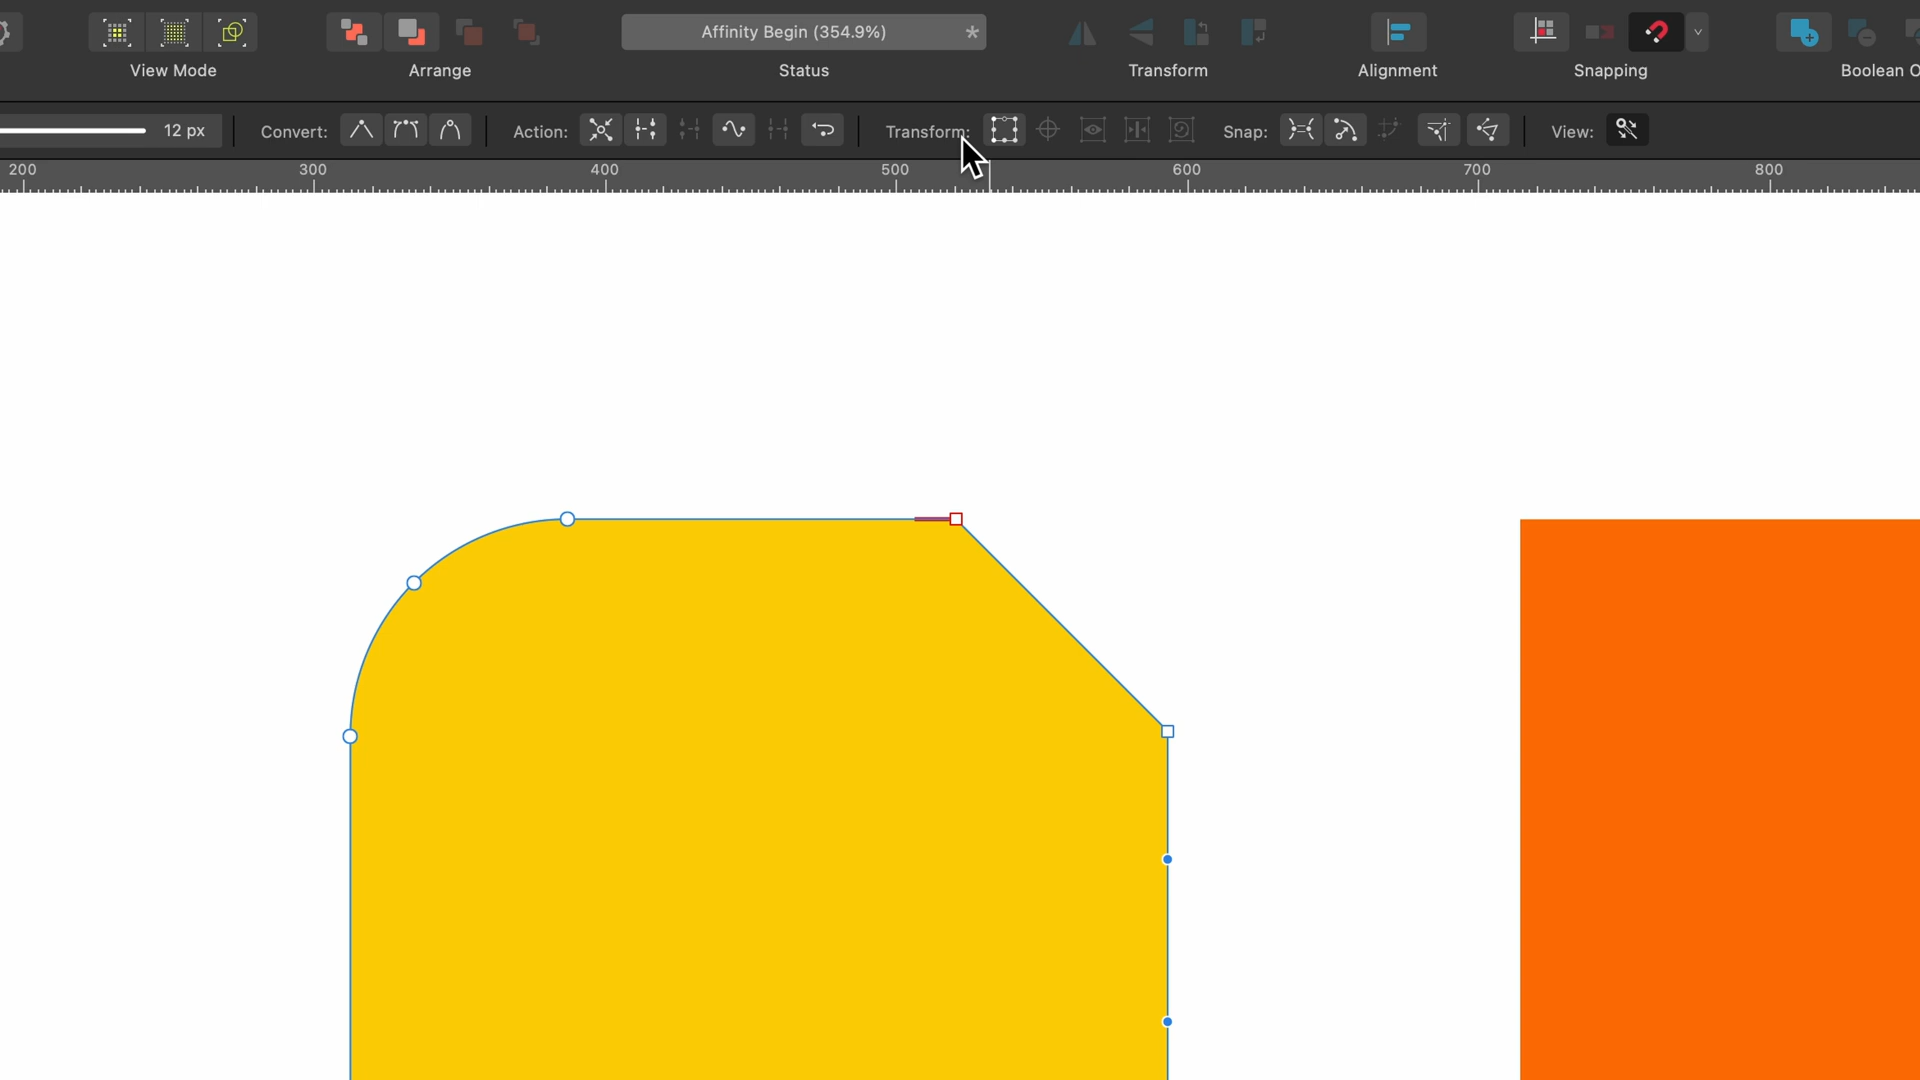 Affinity Begin (354.9%) *
View Mode Arrange Status Transform Alignment Snapping Boolean O
12 px Convert: Action: Transform: Snap: View:
200 300 400 500 600 700 800